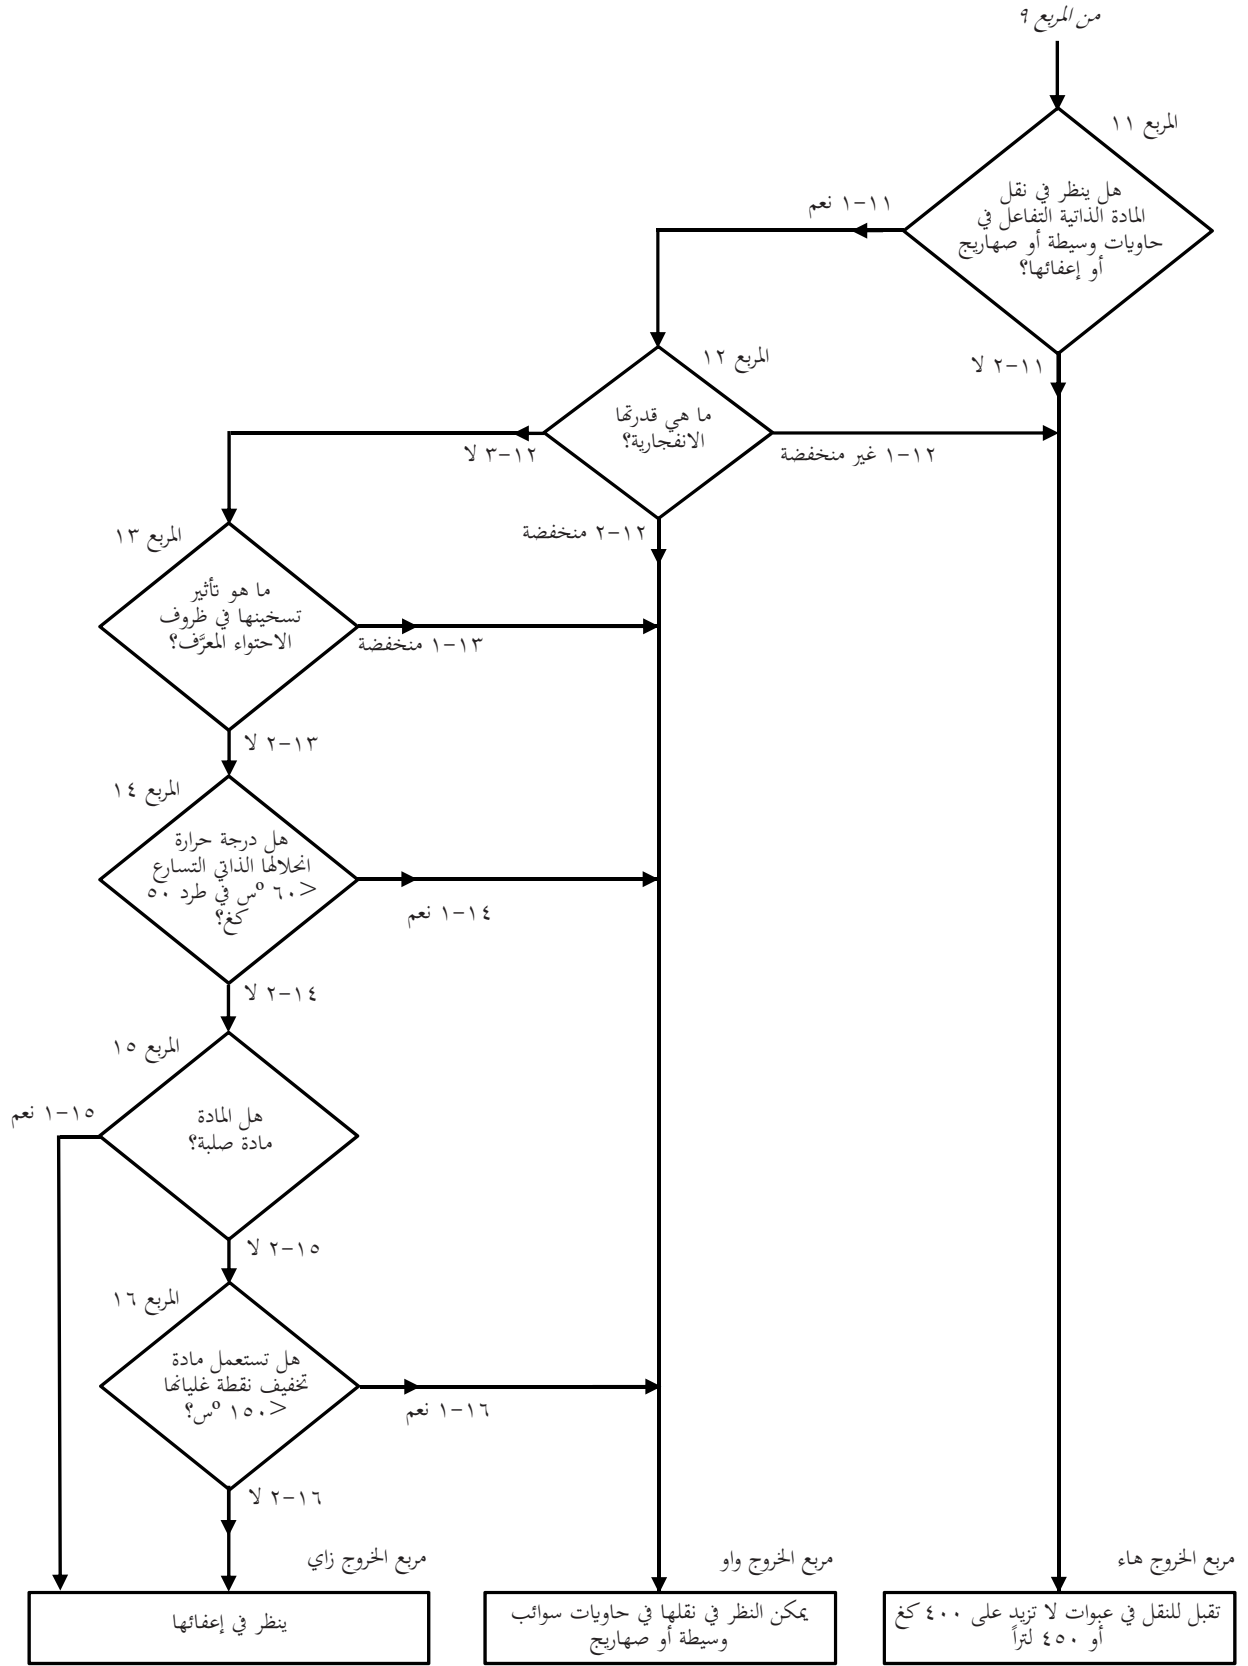 من المربع ٩
المربع ١١
هل ينظر في نقل
المادة الذاتية التفاعل في
حاويات وسيطة أو صهاريج
أو إعفائها؟
١١-١ نعم
١١-٢ لا
المربع ١٢
ما هي قدرتها
الانفجارية؟
١٢-١ غير منخفضة
١٢-٢ منخفضة
١٢-٣ لا
المربع ١٣
ما هو تأثير
تسخينها في ظروف
الاحتواء المعرَّف؟
١٣-١ منخفضة
١٣-٢ لا
المربع ١٤
هل درجة حرارة
انحلالها الذاتي التسارع
<٦٠ °س في طرد ٥٠
كغ؟
١٤-١ نعم
١٤-٢ لا
المربع ١٥
هل المادة
مادة صلبة؟
١٥-١ نعم
١٥-٢ لا
المربع ١٦
هل تستعمل مادة
تخفيف نقطة غليانها
<١٥٠ °س؟
١٦-١ نعم
١٦-٢ لا
مربع الخروج هاء
تقبل للنقل في عبوات لا تزيد على ٤٠٠ كغ
أو ٤٥٠ لتراً
مربع الخروج واو
يمكن النظر في نقلها في حاويات سوائب
وسيطة أو صهاريج
مربع الخروج زاي
ينظر في إعفائها